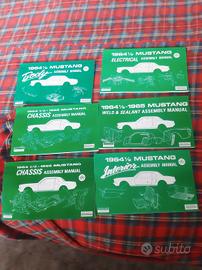 1964½ MUSTANG
Body
ASSEMBLY MANUAL
1964½ MUSTANG
ELECTRICAL ASSEMBLY MANUAL
1964 1/2 - 1965 MUSTANG
CHASSIS ASSEMBLY MANUAL
1964½-1965 MUSTANG
WELD & SEALANT ASSEMBLY MANUAL
1964 1/2 - 1965 MUSTANG
CHASSIS ASSEMBLY MANUAL
1964½ MUSTANG
Interior
ASSEMBLY MANUAL
subito